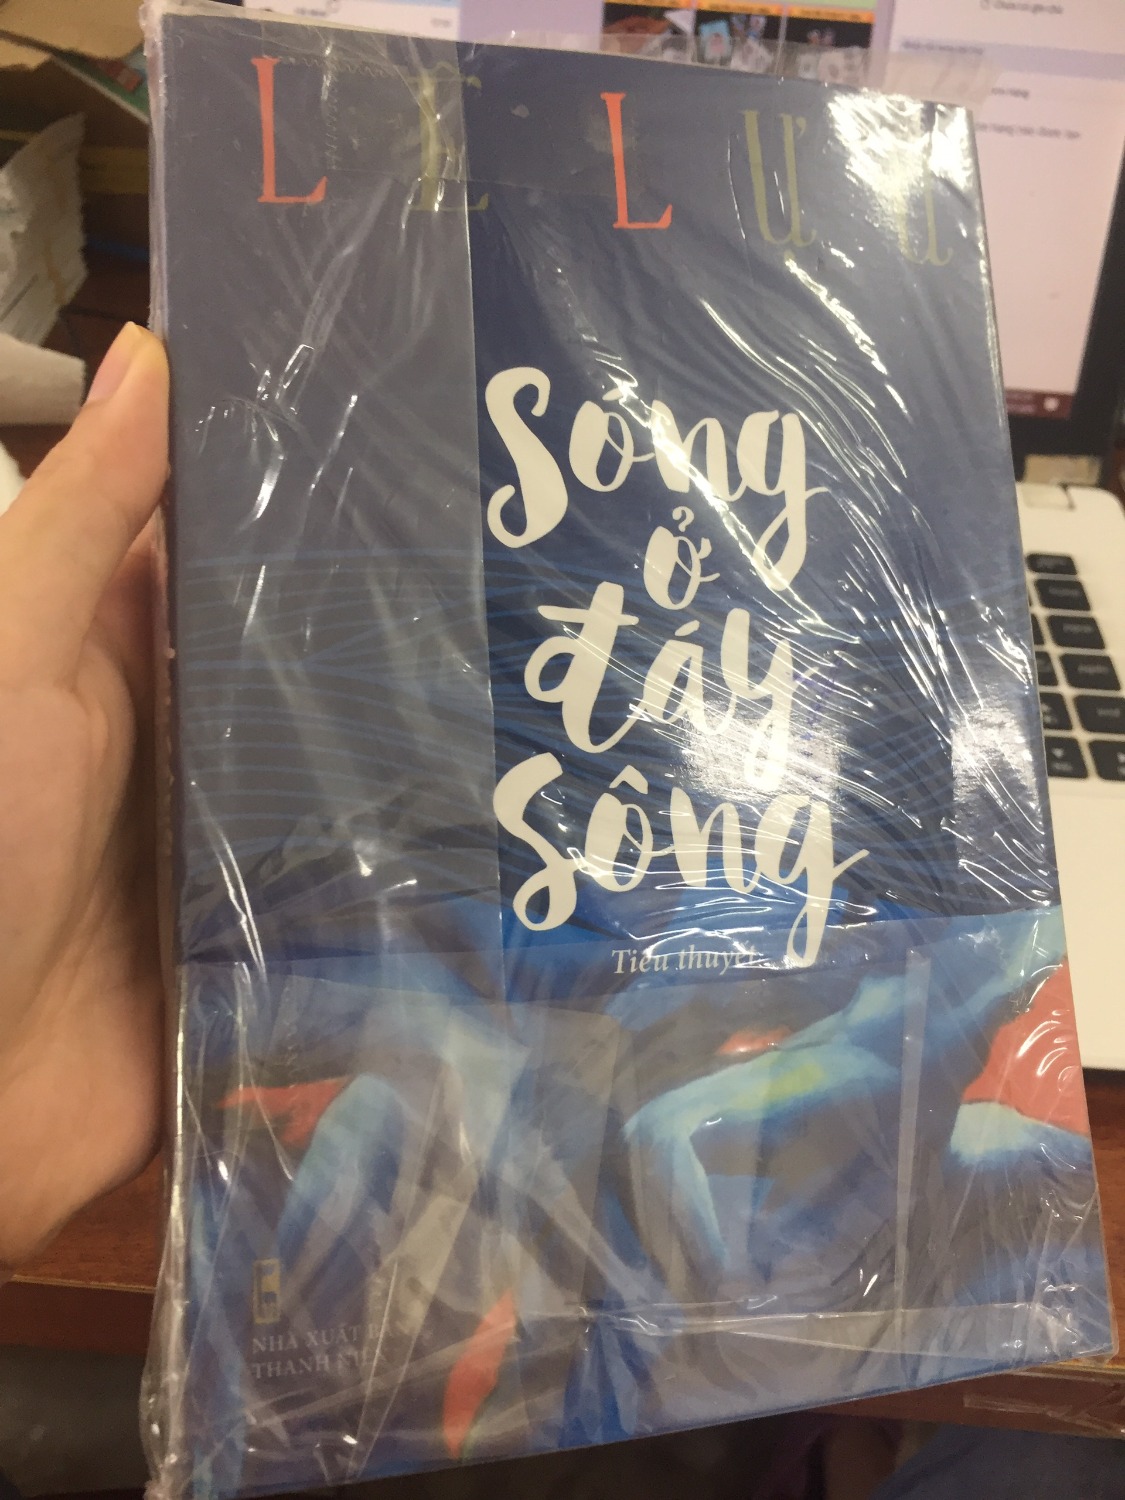 LÊ LỰU
Sóng
ở
đáy
Sông
Tiểu thuyết
NHÀ XUẤT BẢN
THANH NIÊN